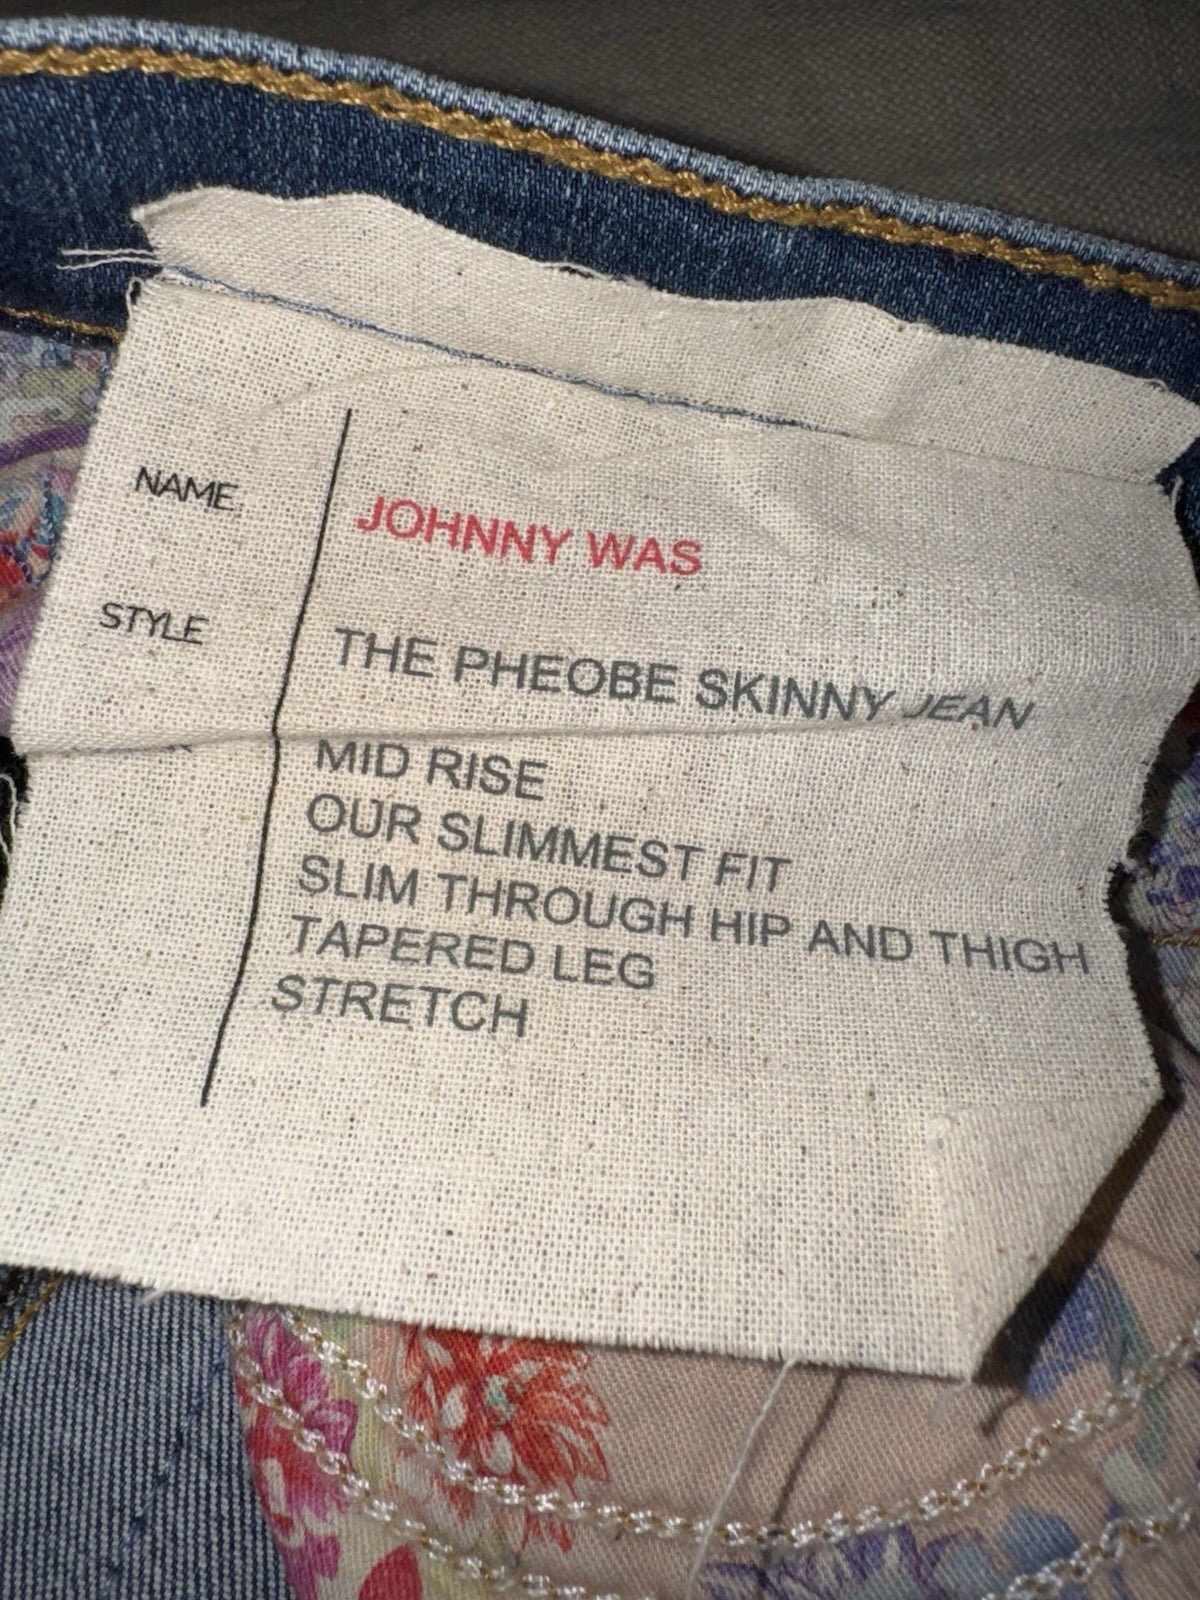 NAME JOHNNY WAS
STYLE THE PHEOBE SKINNY JEAN
MID RISE
OUR SLIMMEST FIT
SLIM THROUGH HIP AND THIGH
TAPERED LEG
STRETCH